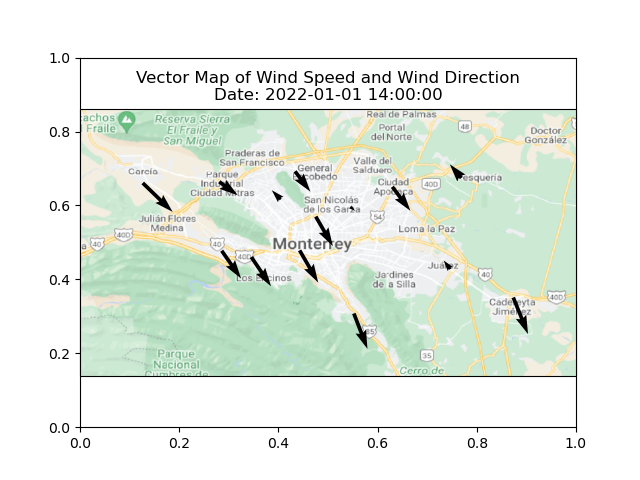 Vector Map of Wind Speed and Wind Direction
Date: 2022-01-01 14:00:00
1.0
0.8
0.6
0.4
0.2
0.0
0.0 0.2 0.4 0.6 0.8 1.0
achos
Fraile
Reserva Sierra
El Fraile y
San Miguel
Real de Palmas
Portal
del Norte
48
Doctor
González
Praderas de
San Francisco
García
Parque
Industrial
Ciudad Mitras
General
Escobedo
Valle del
Salduero
Ciudad
Apodaca
40D
Pesquería
San Nicolás
de los Garza
54
Julián Flores
Medina
Loma la Paz
40
40
Monterrey
40D
Los Encinos
Jardines
de la Silla
Juárez
40
Cadereyta
Jiménez
40D
85
35
Parque
Nacional
Cumbres de
Cerro de